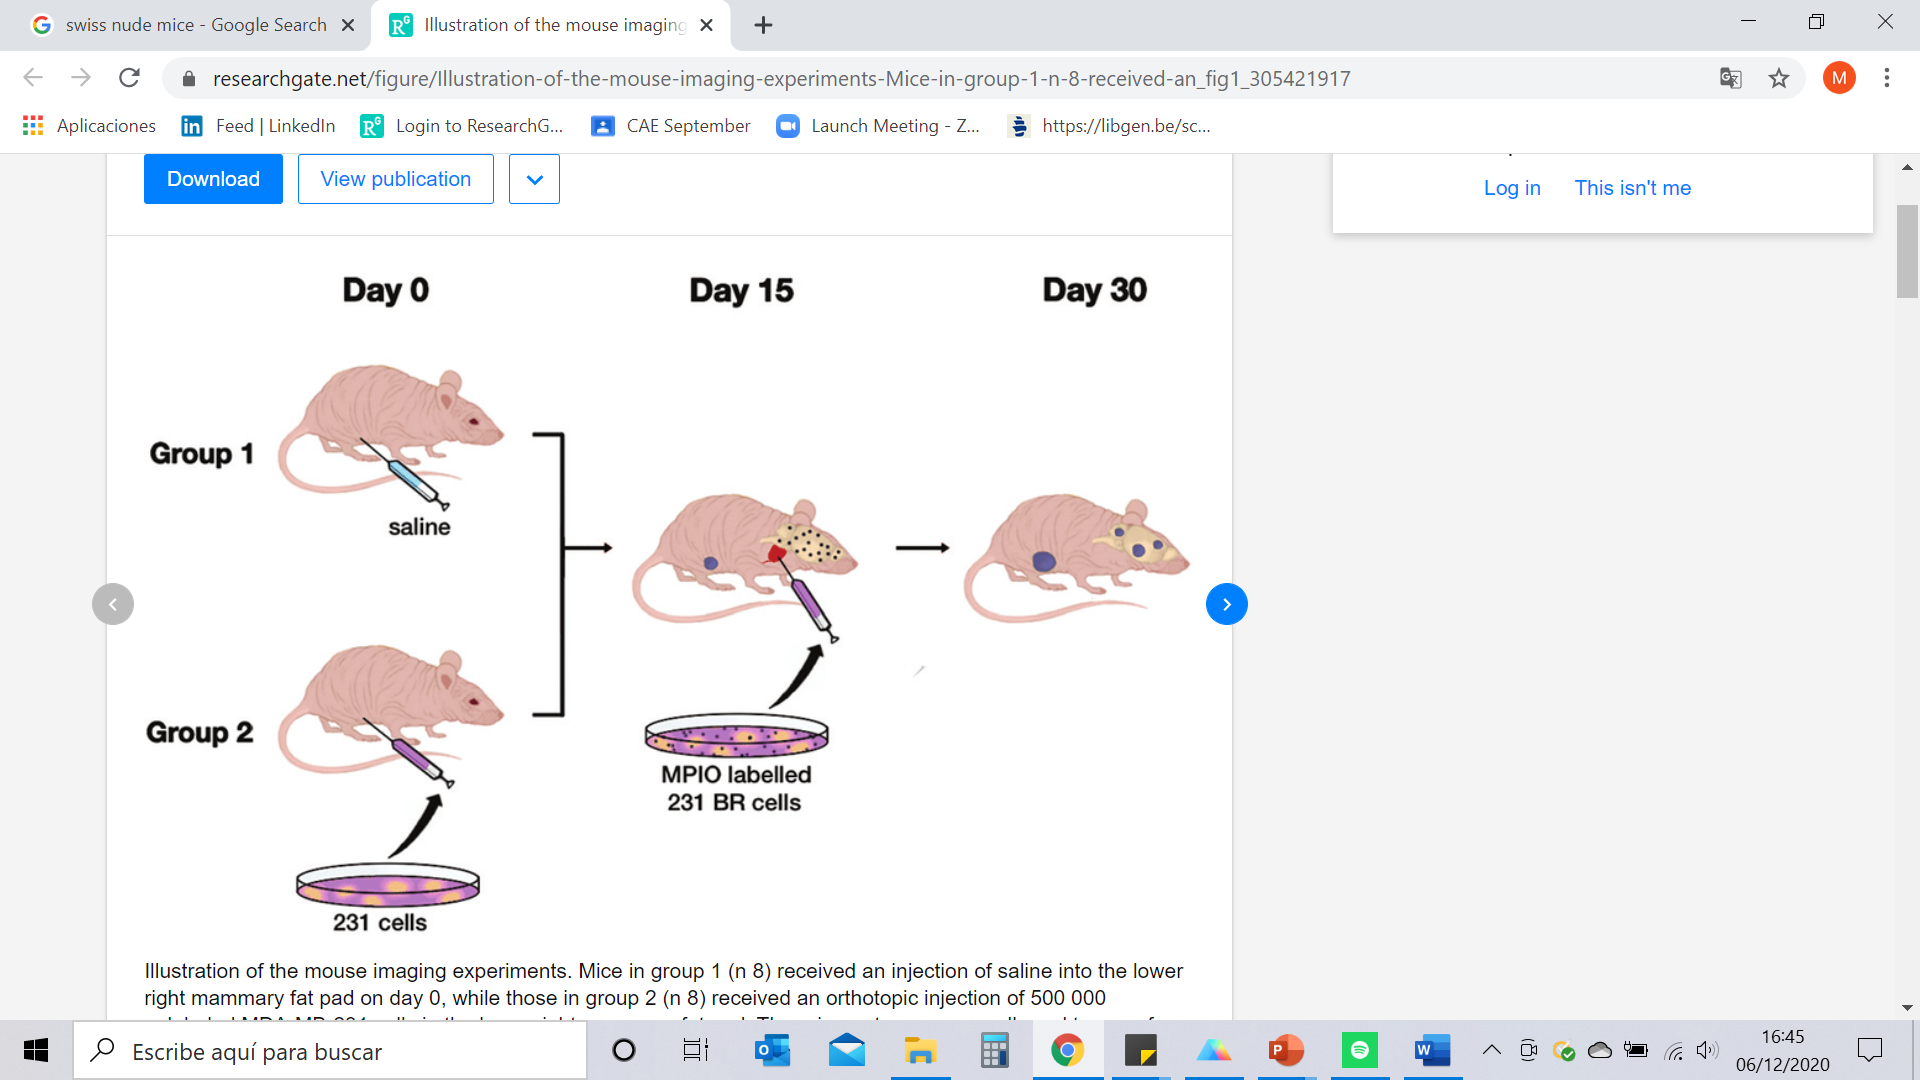 swiss nude mice - Google Search
Illustration of the mouse imaging
researchgate.net/figure/Illustration-of-the-mouse-imaging-experiments-Mice-in-group-1-n-8-received-an_fig1_305421917
M
Aplicaciones
Feed | LinkedIn
Login to ResearchG...
CAE September
Launch Meeting - Z...
https://libgen.be/sc...
Download
View publication
Log in
This isn't me
Day 0
Day 15
Day 30
Group 1
saline
Group 2
MPIO labelled
231 BR cells
231 cells
Illustration of the mouse imaging experiments. Mice in group 1 (n 8) received an injection of saline into the lower
right mammary fat pad on day 0, while those in group 2 (n 8) received an orthotopic injection of 500 000
Escribe aquí para buscar
16:45
06/12/2020